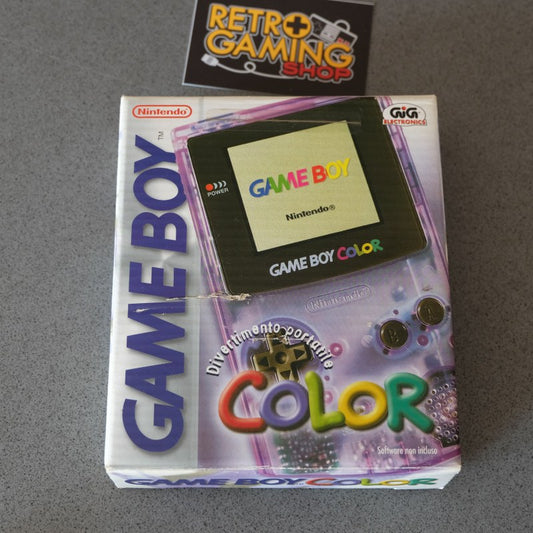 RETRO
GAMING
SHOP
Nintendo
GiG
ELECTRONICS
GAME BOY™
POWER
GAME BOY
Nintendo®
GAME BOY COLOR
Nintendo
B
A
Divertimento portatile
COLOR
Software non incluso
GAME BOY COLOR